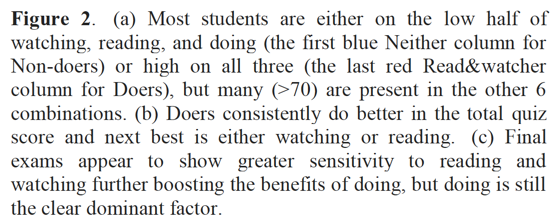 Figure 2. (a) Most students are either on the low half of
watching, reading, and doing (the first blue Neither column for
Non-doers) or high on all three (the last red Read&watcher
column for Doers), but many (>70) are present in the other 6
combinations. (b) Doers consistently do better in the total quiz
score and next best is either watching or reading. (c) Final
exams appear to show greater sensitivity to reading and
watching further boosting the benefits of doing, but doing is still
the clear dominant factor.